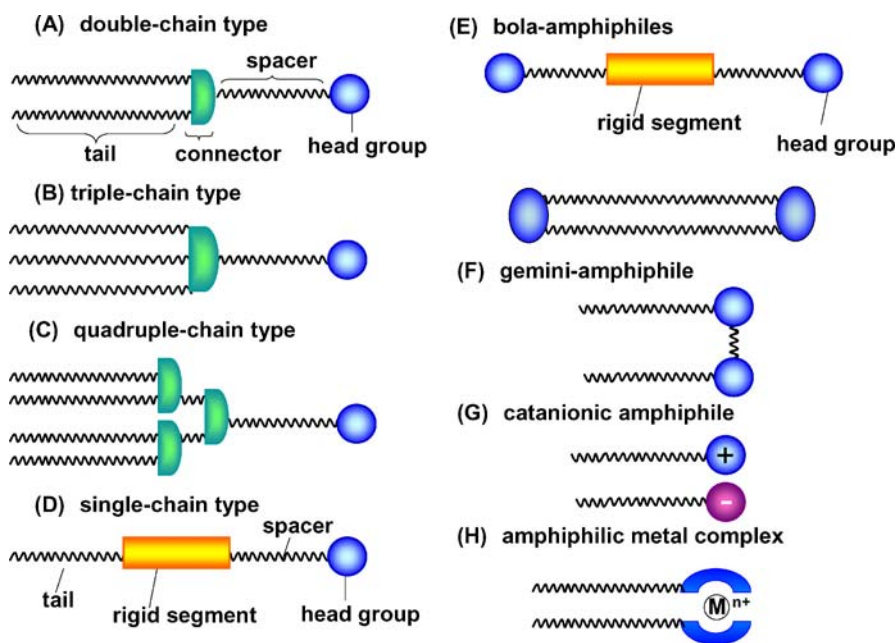 (A) double-chain type
spacer
tail
connector
head group
(B) triple-chain type
(C) quadruple-chain type
(D) single-chain type
spacer
tail
rigid segment
head group
(E) bola-amphiphiles
rigid segment
head group
(F) gemini-amphiphile
(G) catanionic amphiphile
+
-
(H) amphiphilic metal complex
M n+